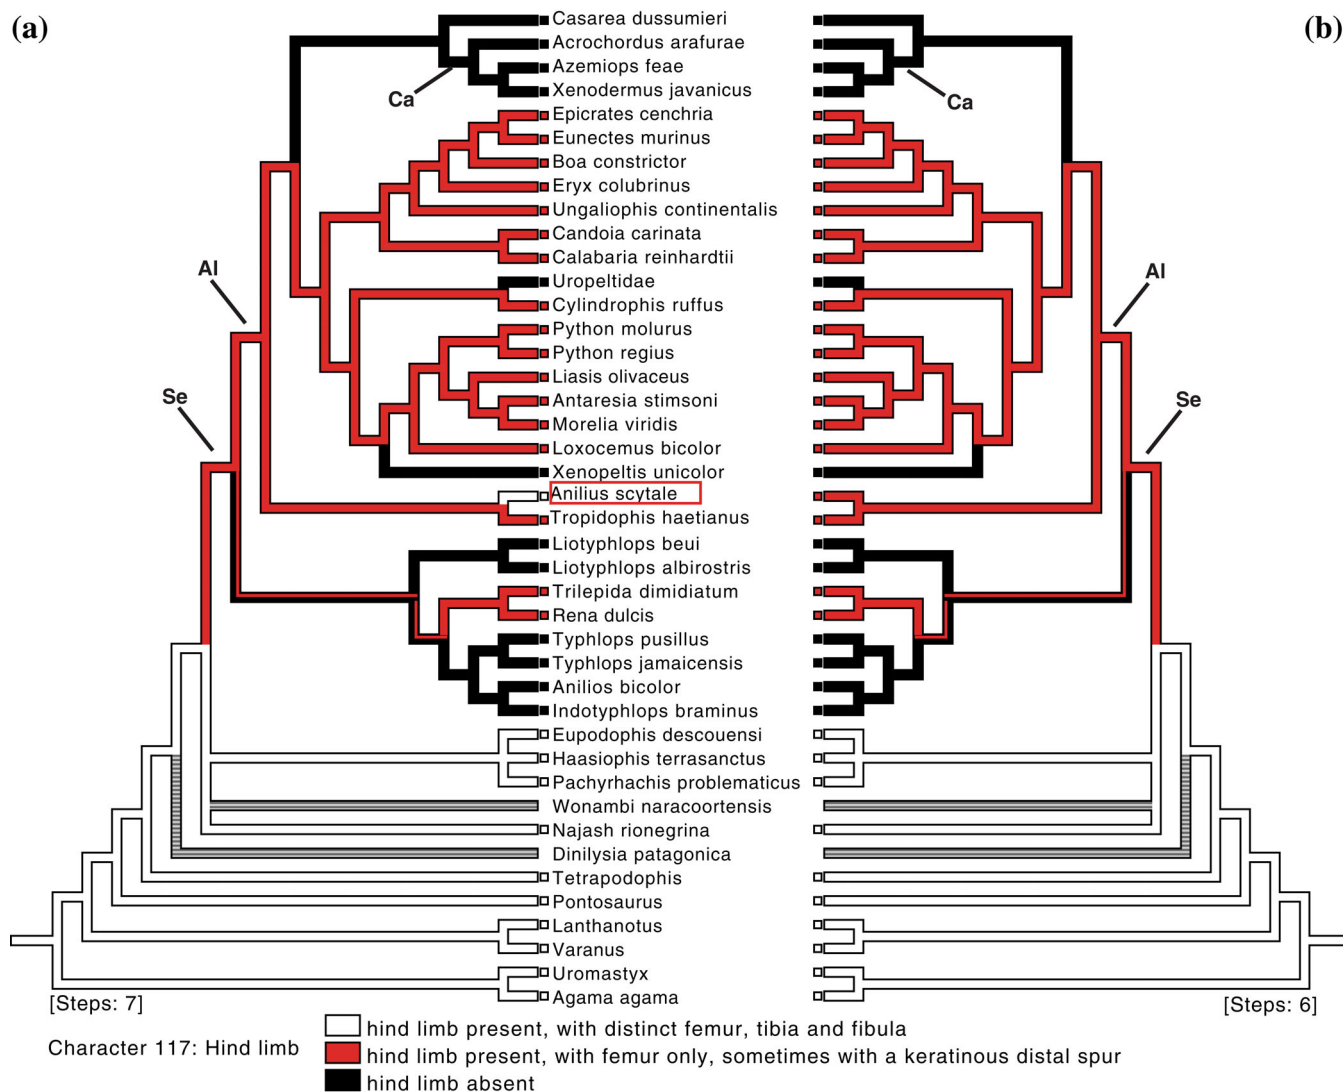 (a)
(b)
Casarea dussumieri
Acrochordus arafurae
Azemiops feae
Xenodermus javanicus
Ca
Ca
Epicrates cenchria
Eunectes murinus
Boa constrictor
Eryx colubrinus
Ungaliophis continentalis
Candoia carinata
Calabaria reinhardtii
Al
Al
Uropeltidae
Cylindrophis ruffus
Python molurus
Python regius
Liasis olivaceus
Antaresia stimsoni
Morelia viridis
Se
Se
Loxocemus bicolor
Xenopeltis unicolor
Anilius scytale
Tropidophis haetianus
Liotyphlops beui
Liotyphlops albirostris
Trilepida dimidiatum
Rena dulcis
Typhlops pusillus
Typhlops jamaicensis
Anilios bicolor
Indotyphlops braminus
Eupodophis descouensi
Haasiophis terrasanctus
Pachyrhachis problematicus
Wonambi naracoortensis
Najash rionegrina
Dinilysia patagonica
Tetrapodophis
Pontosaurus
Lanthanotus
Varanus
Uromastyx
Agama agama
[Steps: 7]
[Steps: 6]
Character 117: Hind limb
hind limb present, with distinct femur, tibia and fibula
hind limb present, with femur only, sometimes with a keratinous distal spur
hind limb absent